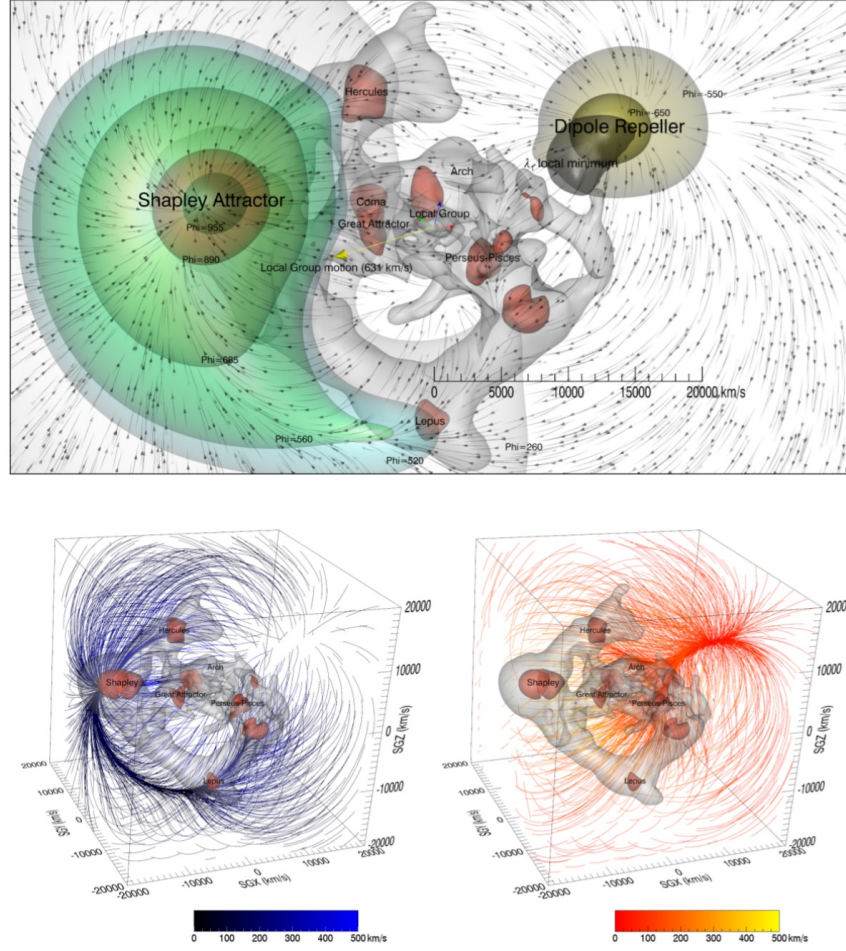 Phi=-550
Hercules
Phi=-650
Dipole Repeller
λ₁ local minimum
Arch
Shapley Attractor
Coma
Local Group
Great Attractor
Phi=955
Phi=890
Local Group motion (631 km/s)
Perseus-Pisces
Phi=685
0 5000 10000 15000 20000 km/s
Lepus
Phi=560
Phi=520
Phi=260
Hercules
Arch
Shapley
Great Attractor
Perseus-Pisces
Lepus
20000
10000
0
-10000
-20000
SGZ (km/s)
20000
10000
0
-10000
-20000
SGY (km/s)
-20000 -10000 0 10000 20000
SGX (km/s)
0 100 200 300 400 500 km/s
Hercules
Arch
Shapley
Great Attractor
Perseus-Pisces
Lepus
20000
10000
0
-10000
-20000
SGZ (km/s)
20000
10000
0
-10000
-20000
SGY (km/s)
-20000 -10000 0 10000 20000
SGX (km/s)
0 100 200 300 400 500 km/s